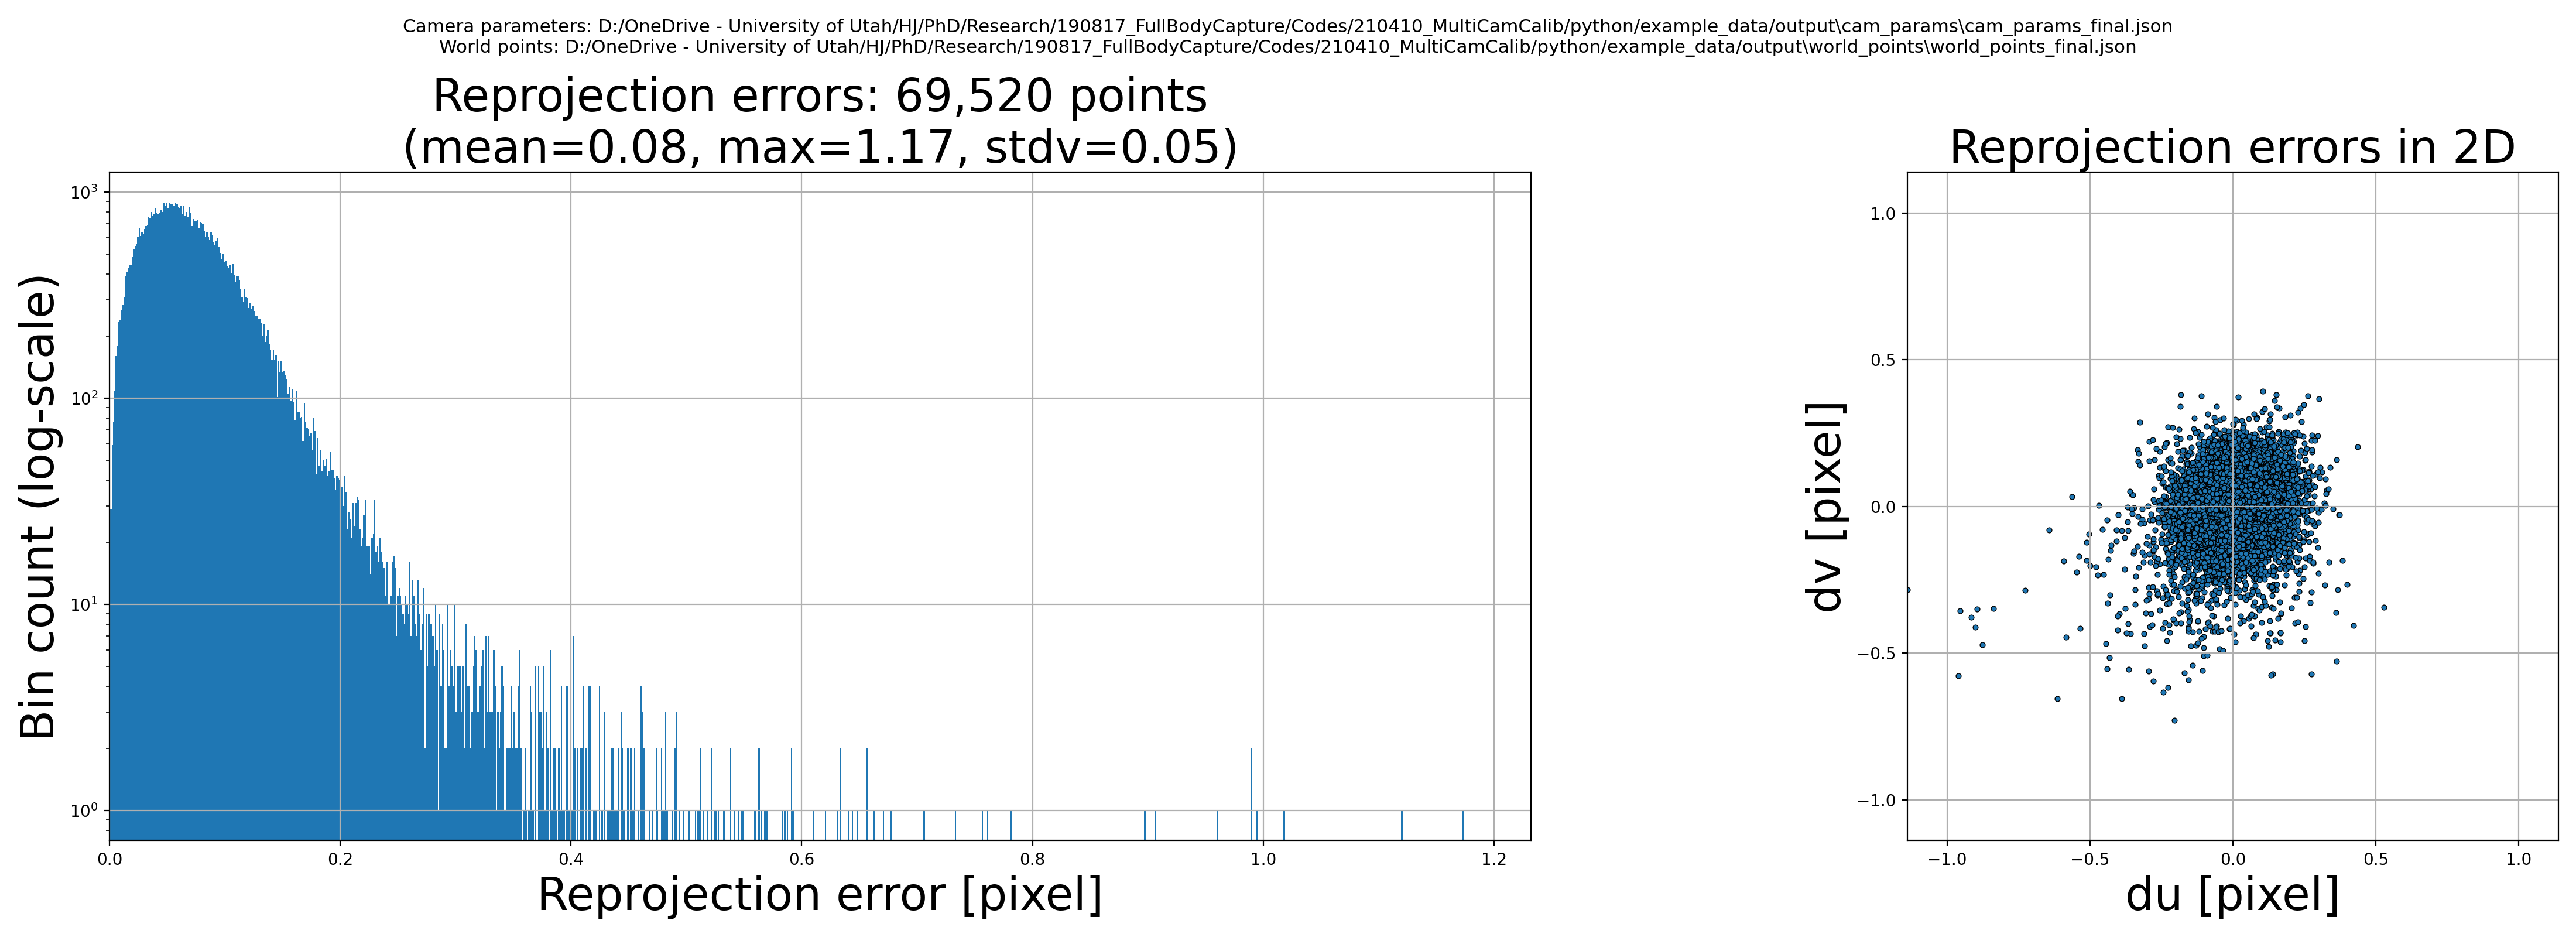 Camera parameters: D:/OneDrive - University of Utah/HJ/PhD/Research/190817_FullBodyCapture/Codes/210410_MultiCamCalib/python/example_data/output\cam_params\cam_params_final.json
World points: D:/OneDrive - University of Utah/HJ/PhD/Research/190817_FullBodyCapture/Codes/210410_MultiCamCalib/python/example_data/output\world_points\world_points_final.json
Reprojection errors: 69,520 points
(mean=0.08, max=1.17, stdv=0.05)
Bin count (log-scale)
10³
10²
10¹
10⁰
0.0 0.2 0.4 0.6 0.8 1.0 1.2
Reprojection error [pixel]
Reprojection errors in 2D
dv [pixel]
1.0
0.5
0.0
−0.5
−1.0
−1.0 −0.5 0.0 0.5 1.0
du [pixel]